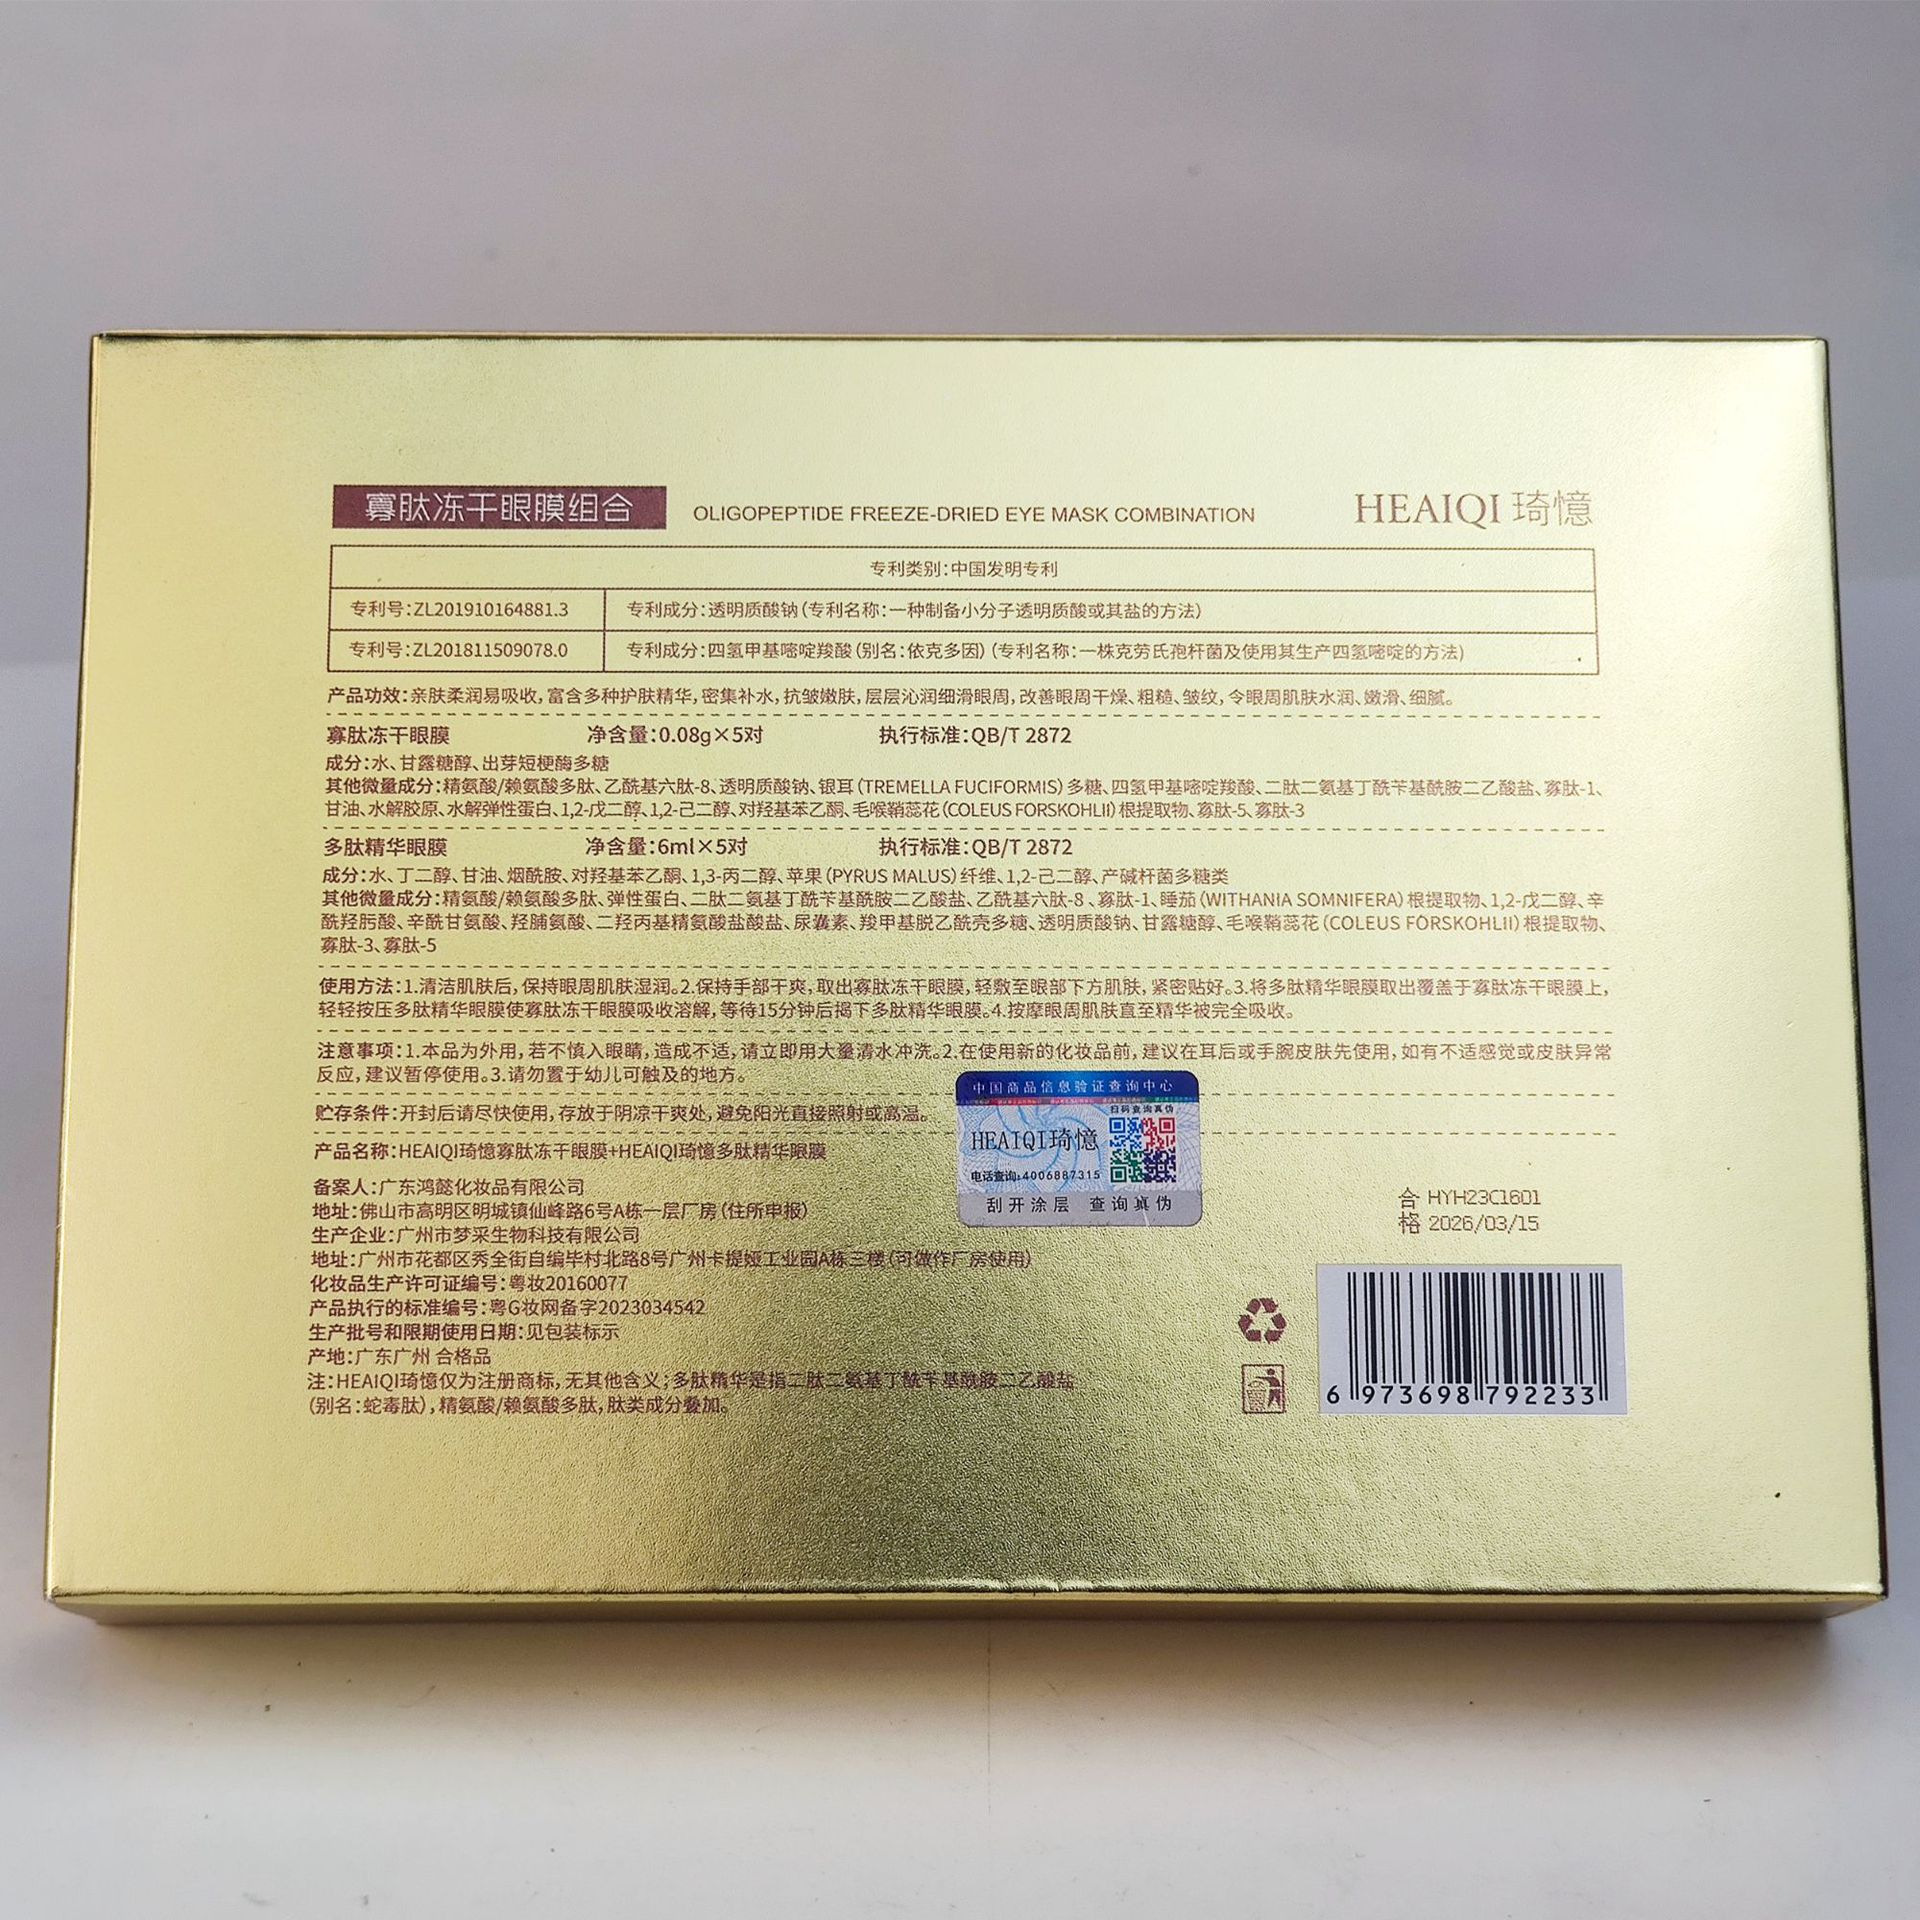 寡肽冻干眼膜组合 OLIGOPEPTIDE FREEZE-DRIED EYE MASK COMBINATION HEAIQI 琦憶
专利类别:中国发明专利
专利号:ZL201910164881.3 专利成分:透明质酸钠(专利名称:一种制备小分子透明质酸或其盐的方法)
专利号:ZL201811509078.0 专利成分:四氢甲基嘧啶羧酸(别名:依克多因)(专利名称:一株克劳氏孢杆菌及使用其生产四氢嘧啶的方法)
产品功效:亲肤柔润易吸收,富含多种护肤精华,密集补水,抗皱嫩肤,层层沁润细滑眼周,改善眼周干燥、粗糙、皱纹,令眼周肌肤水润、嫩滑、细腻。
寡肽冻干眼膜 净含量:0.08g×5对 执行标准:QB/T 2872
成分:水、甘露糖醇、出芽短梗酶多糖
其他微量成分:精氨酸/赖氨酸多肽、乙酰基六肽-8、透明质酸钠、银耳(TREMELLA FUCIFORMIS)多糖、四氢甲基嘧啶羧酸、二肽二氨基丁酰苄基酰胺二乙酸盐、寡肽-1、
甘油、水解胶原、水解弹性蛋白、1,2-戊二醇、1,2-己二醇、对羟基苯乙酮、毛喉鞘蕊花(COLEUS FORSKOHLII)根提取物、寡肽-5、寡肽-3
多肽精华眼膜 净含量:6ml×5对 执行标准:QB/T 2872
成分:水、丁二醇、甘油、烟酰胺、对羟基苯乙酮、1,3-丙二醇、苹果(PYRUS MALUS)纤维、1,2-己二醇、产碱杆菌多糖类
其他微量成分:精氨酸/赖氨酸多肽、弹性蛋白、二肽二氨基丁酰苄基酰胺二乙酸盐、乙酰基六肽-8、寡肽-1、睡茄(WITHANIA SOMNIFERA)根提取物、1,2-戊二醇、辛
酰羟肟酸、辛酰甘氨酸、羟脯氨酸、二羟丙基精氨酸盐酸盐、尿囊素、羧甲基脱乙酰壳多糖、透明质酸钠、甘露糖醇、毛喉鞘蕊花(COLEUS FORSKOHLII)根提取物、
寡肽-3、寡肽-5
使用方法:1.清洁肌肤后,保持眼周肌肤湿润。2.保持手部干爽,取出寡肽冻干眼膜,轻敷至眼部下方肌肤,紧密贴好。3.将多肽精华眼膜取出覆盖于寡肽冻干眼膜上,
轻轻按压多肽精华眼膜使寡肽冻干眼膜吸收溶解,等待15分钟后揭下多肽精华眼膜。4.按摩眼周肌肤直至精华被完全吸收。
注意事项:1.本品为外用,若不慎入眼睛,造成不适,请立即用大量清水冲洗。2.在使用新的化妆品前,建议在耳后或手腕皮肤先使用,如有不适感觉或皮肤异常
反应,建议暂停使用。3.请勿置于幼儿可触及的地方。
贮存条件:开封后请尽快使用,存放于阴凉干爽处,避免阳光直接照射或高温。
产品名称:HEAIQI琦憶寡肽冻干眼膜+HEAIQI琦憶多肽精华眼膜
备案人:广东鸿懿化妆品有限公司
地址:佛山市高明区明城镇仙峰路6号A栋一层厂房(住所申报)
生产企业:广州市梦采生物科技有限公司
地址:广州市花都区秀全街自编毕村北路8号广州卡提娅工业园A栋三楼(可做作厂房使用)
化妆品生产许可证编号:粤妆20160077
产品执行的标准编号:粤G妆网备字2023034542
生产批号和限期使用日期:见包装标示
产地:广东广州 合格品
注:HEAIQI琦憶仅为注册商标,无其他含义;多肽精华是指二肽二氨基丁酰苄基酰胺二乙酸盐
(别名:蛇毒肽),精氨酸/赖氨酸多肽,肽类成分叠加。
中国商品信息验证查询中心
扫码查询真伪
HEAIQI琦憶
电话查询:4006887315
刮开涂层 查询真伪
合 HYH23C1601
格 2026/03/15
6 973698 792233